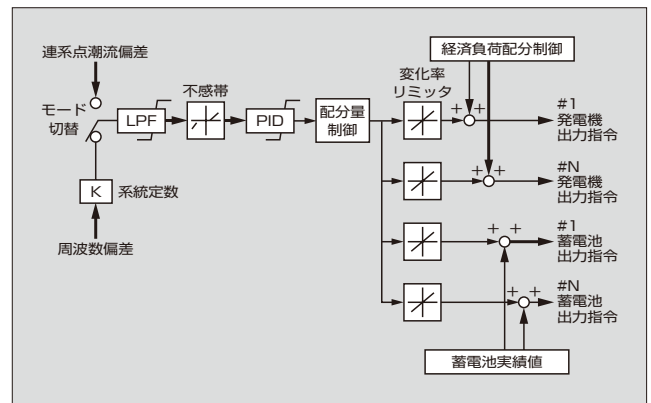 連系点潮流偏差
モード
切替
LPF
不感帯
PID
配分量
制御
K
系統定数
周波数偏差
経済負荷配分制御
変化率
リミッタ
+ +
#1
発電機
出力指令
+ +
#N
発電機
出力指令
+ +
#1
蓄電池
出力指令
+ +
#N
蓄電池
出力指令
蓄電池実績値